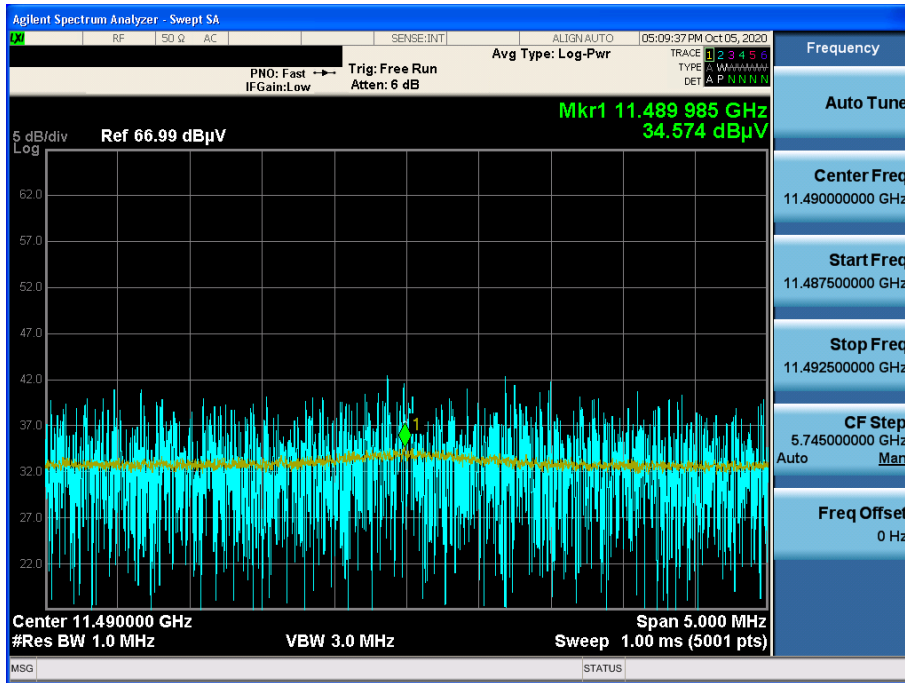 Agilent Spectrum Analyzer - Swept SA
LXI RF 50 Ω AC SENSE:INT ALIGN AUTO 05:09:37 PM Oct 05, 2020
Frequency
Avg Type: Log-Pwr
TRACE 1 2 3 4 5 6
PNO: Fast Trig: Free Run
TYPE A W W W W W
IFGain:Low Atten: 6 dB
DET A P N N N N
Auto Tune
Mkr1 11.489 985 GHz
34.574 dBµV
5 dB/div Ref 66.99 dBµV
Log
62.0
57.0
52.0
47.0
42.0
37.0
32.0
27.0
22.0
1
Center Freq
11.490000000 GHz
Start Freq
11.487500000 GHz
Stop Freq
11.492500000 GHz
CF Step
5.745000000 GHz
Auto Man
Freq Offset
0 Hz
Center 11.490000 GHz Span 5.000 MHz
#Res BW 1.0 MHz VBW 3.0 MHz Sweep 1.00 ms (5001 pts)
MSG STATUS